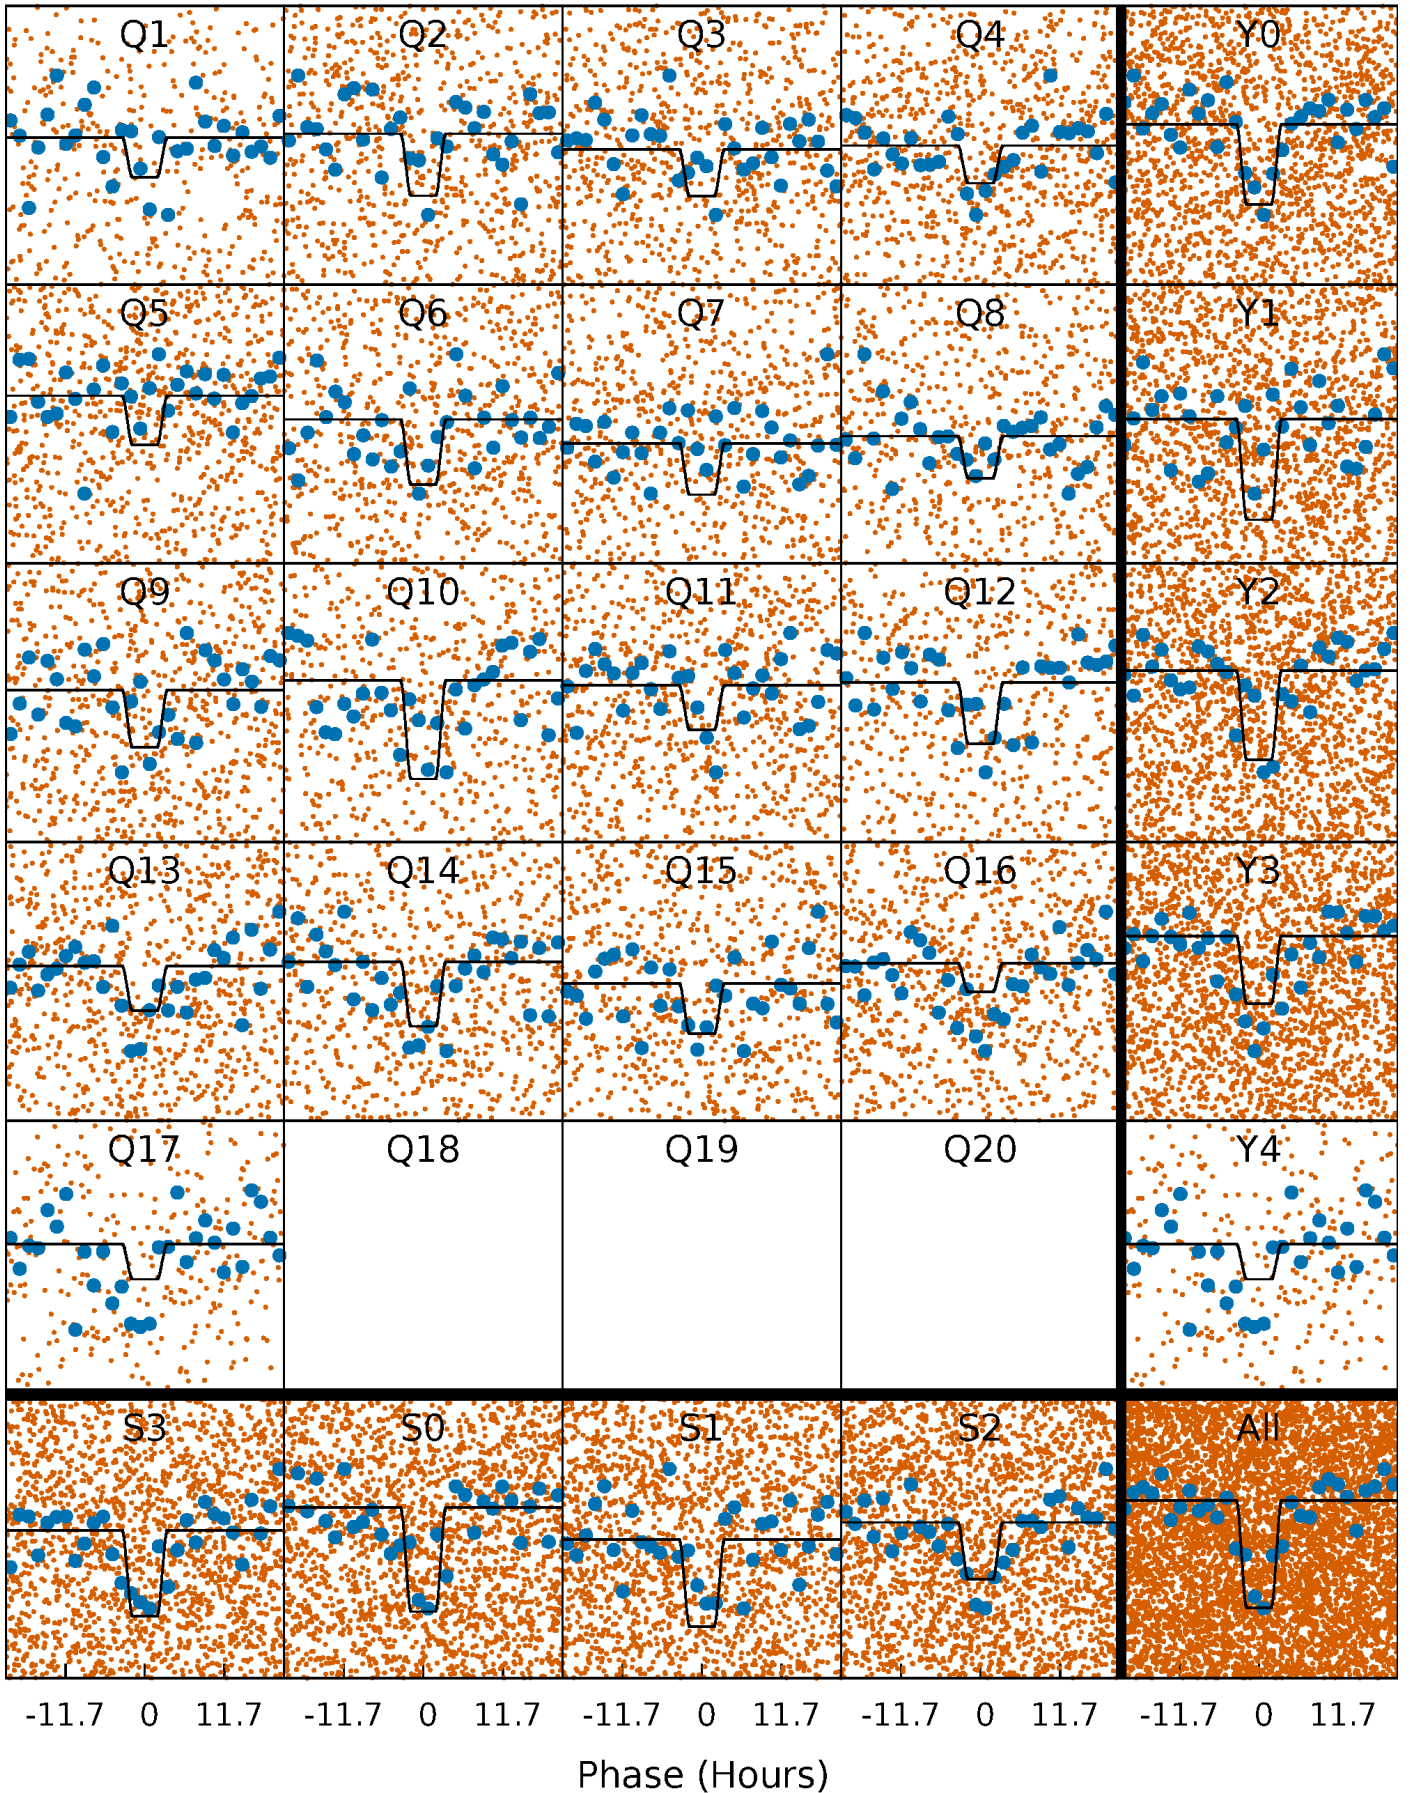 Q1 Q2 Q3 Q4 Y0
Q5 Q6 Q7 Q8 Y1
Q9 Q10 Q11 Q12 Y2
Q13 Q14 Q15 Q16 Y3
Q17 Q18 Q19 Q20 Y4
S3 S0 S1 S2 All
-11.7 0 11.7 -11.7 0 11.7 -11.7 0 11.7 -11.7 0 11.7 -11.7 0 11.7
Phase (Hours)